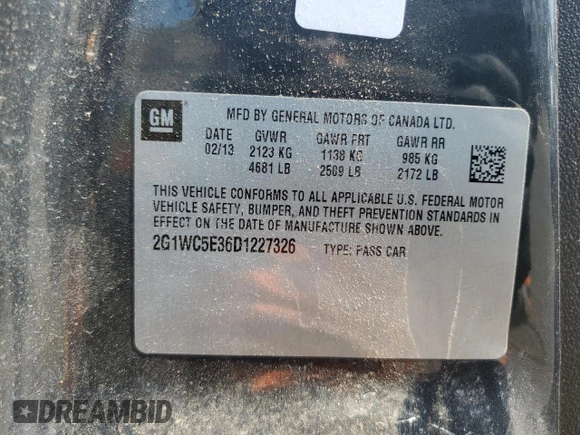 GM
MFD BY GENERAL MOTORS OF CANADA LTD.
DATE GVWR GAWR FRT GAWR RR
02/13 2123 KG 1138 KG 985 KG
4681 LB 2509 LB 2172 LB
THIS VEHICLE CONFORMS TO ALL APPLICABLE U.S. FEDERAL MOTOR
VEHICLE SAFETY, BUMPER, AND THEFT PREVENTION STANDARDS IN
EFFECT ON THE DATE OF MANUFACTURE SHOWN ABOVE.
2G1WC5E36D1227326 TYPE: PASS CAR
DREAMBID